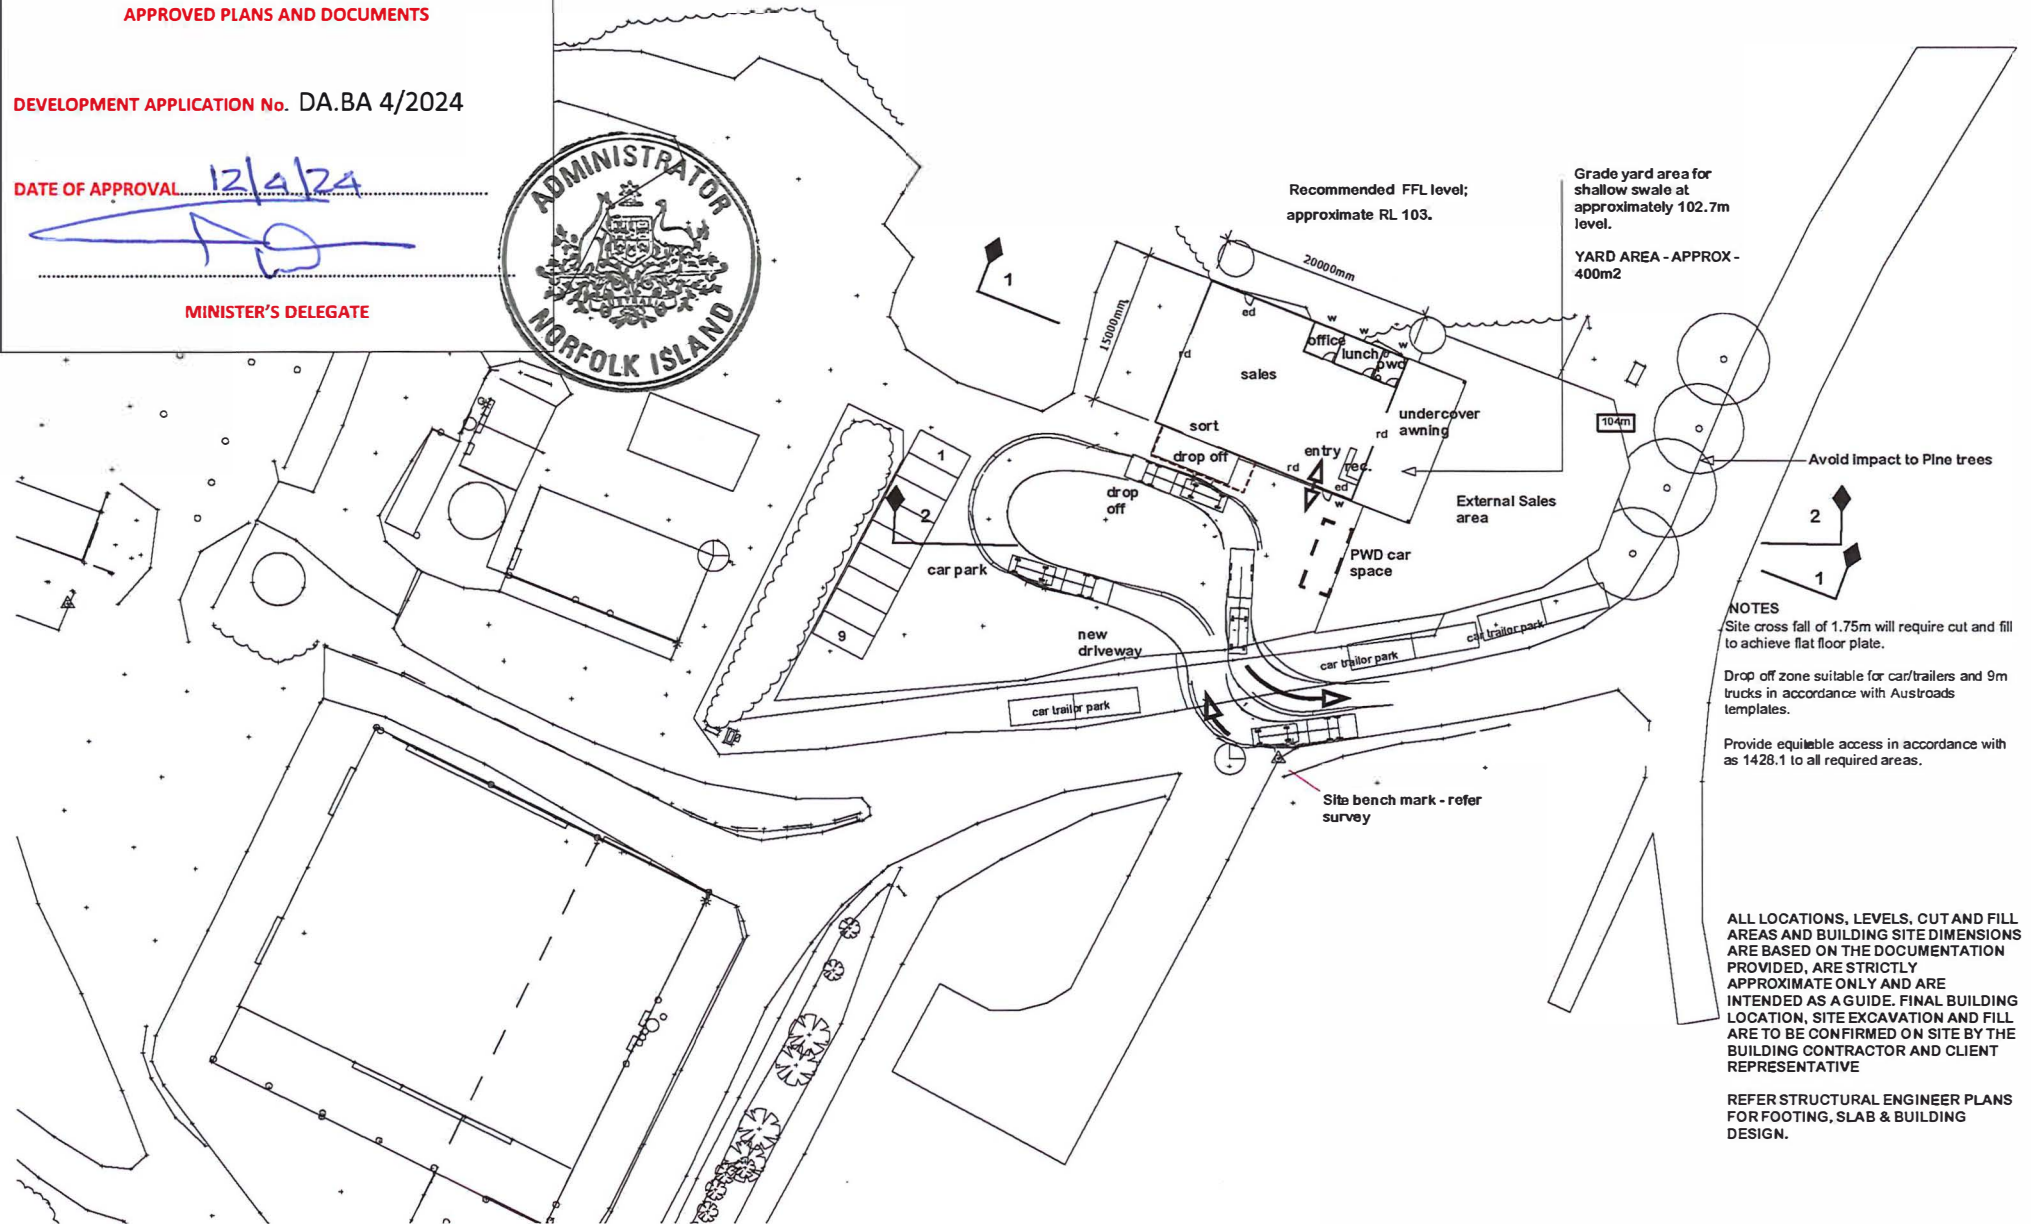 APPROVED PLANS AND DOCUMENTS
DEVELOPMENT APPLICATION No. DA.BA 4/2024
DATE OF APPROVAL 12/4/24
MINISTER'S DELEGATE
ADMINISTRATOR
AUSTRALIA
NORFOLK ISLAND
Recommended FFL level;
approximate RL 103.
Grade yard area for
shallow swale at
approximately 102.7m
level.
YARD AREA - APPROX -
400m2
1
20000mm
15000mm
ed
w
w
w
office
lunch
pwd
rd
sales
undercover
awning
rd
sort
drop off
entry
rd
rec.
ed
w
104m
Avoid impact to Pine trees
External Sales
area
drop
off
PWD car
space
1
2
car park
9
2
1
new
driveway
car trailor park
car trailor park
car trailor park
NOTES
Site cross fall of 1.75m will require cut and fill
to achieve flat floor plate.
Drop off zone suitable for car/trailers and 9m
trucks in accordance with Austroads
templates.
Provide equitable access in accordance with
as 1428.1 to all required areas.
Site bench mark - refer
survey
ALL LOCATIONS, LEVELS, CUT AND FILL
AREAS AND BUILDING SITE DIMENSIONS
ARE BASED ON THE DOCUMENTATION
PROVIDED, ARE STRICTLY
APPROXIMATE ONLY AND ARE
INTENDED AS A GUIDE. FINAL BUILDING
LOCATION, SITE EXCAVATION AND FILL
ARE TO BE CONFIRMED ON SITE BY THE
BUILDING CONTRACTOR AND CLIENT
REPRESENTATIVE
REFER STRUCTURAL ENGINEER PLANS
FOR FOOTING, SLAB & BUILDING
DESIGN.